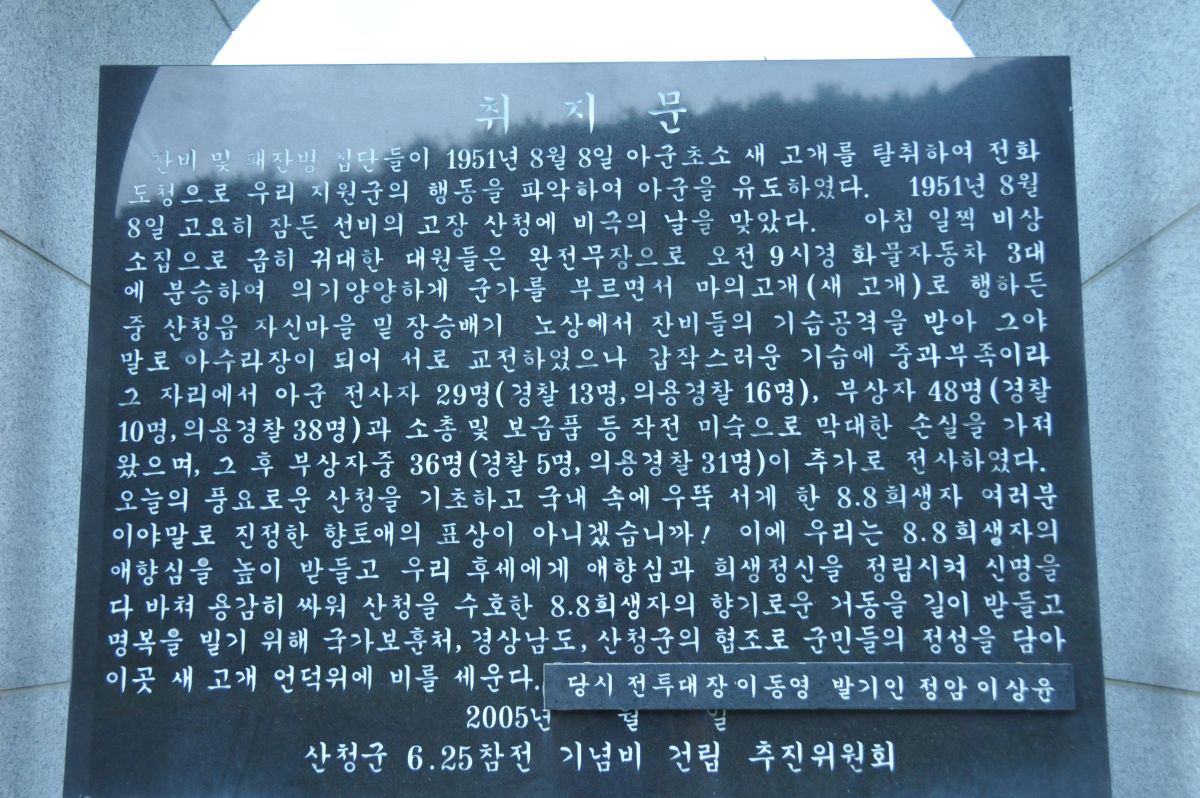 취 지 문
잔비 및 패잔병 집단들이 1951년 8월 8일 아군초소 새 고개를 탈취하여 전화
도청으로 우리 지원군의 행동을 파악하여 아군을 유도하였다. 1951년 8월
8일 고요히 잠든 선비의 고장 산청에 비극의 날을 맞았다. 아침 일찍 비상
소집으로 급히 귀대한 대원들은 완전무장으로 오전 9시경 화물자동차 3대
에 분승하여 의기양양하게 군가를 부르면서 마의고개(새 고개)로 행하든
중 산청읍 자신마을 밑 장승배기 노상에서 잔비들의 기습공격을 받아 그야
말로 아수라장이 되어 서로 교전하였으나 갑작스러운 기습에 중과부족이라
그 자리에서 아군 전사자 29명(경찰 13명,의용경찰 16명), 부상자 48명(경찰
10명,의용경찰 38명)과 소총 및 보급품 등 작전 미숙으로 막대한 손실을 가져
왔으며, 그 후 부상자중 36명(경찰 5명, 의용경찰 31명)이 추가로 전사하였다.
오늘의 풍요로운 산청을 기초하고 국내 속에 우뚝 서게 한 8.8희생자 여러분
이야말로 진정한 향토애의 표상이 아니겠습니까! 이에 우리는 8.8희생자의
애향심을 높이 받들고 우리 후세에게 애향심과 희생정신을 정립시켜 신명을
다 바쳐 용감히 싸워 산청을 수호한 8.8희생자의 향기로운 거동을 길이 받들고
명복을 빌기 위해 국가보훈처, 경상남도, 산청군의 협조로 군민들의 정성을 담아
이곳 새 고개 언덕위에 비를 세운다. 당시 전투대장 이동영 발기인 정암 이상윤
2005년 월 일
산청군 6.25참전 기념비 건립 추진위원회